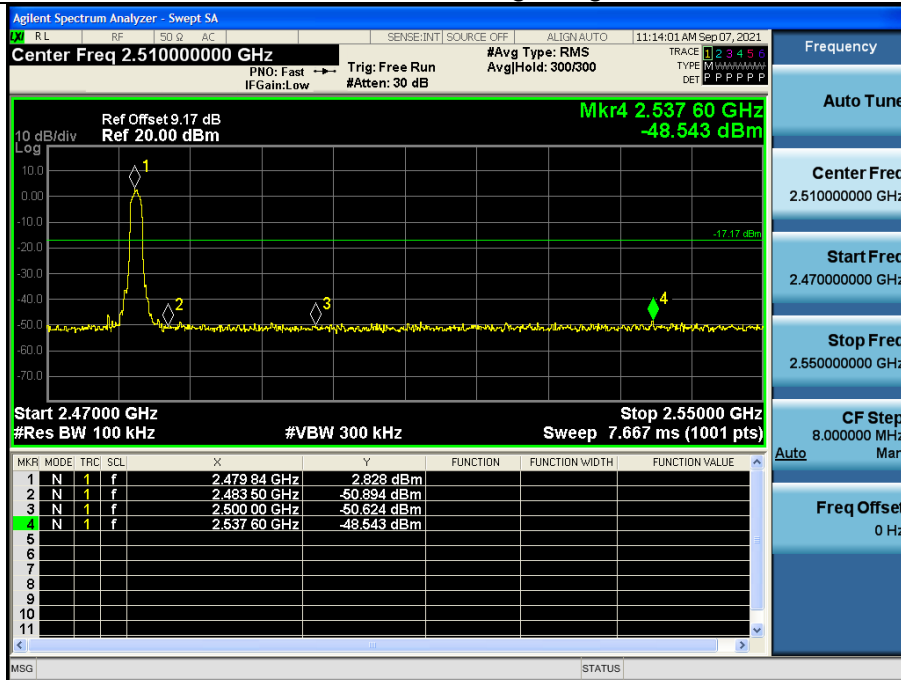 Agilent Spectrum Analyzer - Swept SA
LXI RL RF 50 Ω AC SENSE:INT SOURCE OFF ALIGN AUTO 11:14:01 AM Sep 07, 2021
Center Freq 2.510000000 GHz #Avg Type: RMS TRACE 1 2 3 4 5 6
PNO: Fast Trig: Free Run Avg|Hold: 300/300 TYPE M W W W W W
IFGain:Low #Atten: 30 dB DET P P P P P P
Mkr4 2.537 60 GHz
-48.543 dBm
Ref Offset 9.17 dB
10 dB/div Ref 20.00 dBm
Log
10.0
0.00
-10.0
-20.0
-30.0
-40.0
-50.0
-60.0
-70.0
1
2
3
4
-17.17 dBm
Start 2.47000 GHz Stop 2.55000 GHz
#Res BW 100 kHz #VBW 300 kHz Sweep 7.667 ms (1001 pts)
MKR MODE TRC SCL X Y FUNCTION FUNCTION WIDTH FUNCTION VALUE
1 N 1 f 2.479 84 GHz 2.828 dBm
2 N 1 f 2.483 50 GHz -50.894 dBm
3 N 1 f 2.500 00 GHz -50.624 dBm
4 N 1 f 2.537 60 GHz -48.543 dBm
5
6
7
8
9
10
11
MSG STATUS
Frequency
Auto Tune
Center Freq
2.510000000 GHz
Start Freq
2.470000000 GHz
Stop Freq
2.550000000 GHz
CF Step
8.000000 MHz
Auto Man
Freq Offset
0 Hz